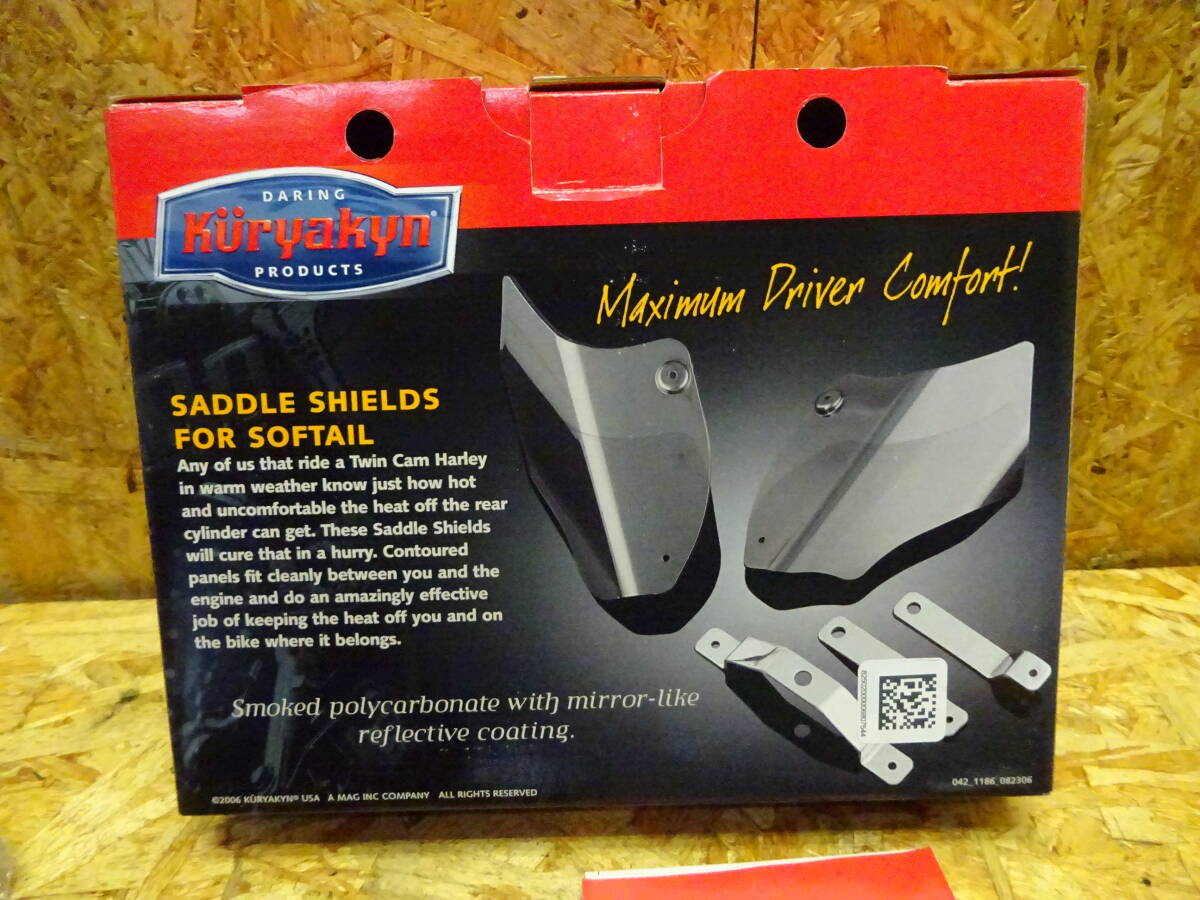 DARING
Küryakyn®
PRODUCTS
Maximum Driver Comfort!
SADDLE SHIELDS
FOR SOFTAIL
Any of us that ride a Twin Cam Harley
in warm weather know just how hot
and uncomfortable the heat off the rear
cylinder can get. These Saddle Shields
will cure that in a hurry. Contoured
panels fit cleanly between you and the
engine and do an amazingly effective
job of keeping the heat off you and on
the bike where it belongs.
Smoked polycarbonate with mirror-like
reflective coating.
©2006 KÜRYAKYN® USA A MAG INC COMPANY ALL RIGHTS RESERVED
042_1186_082306